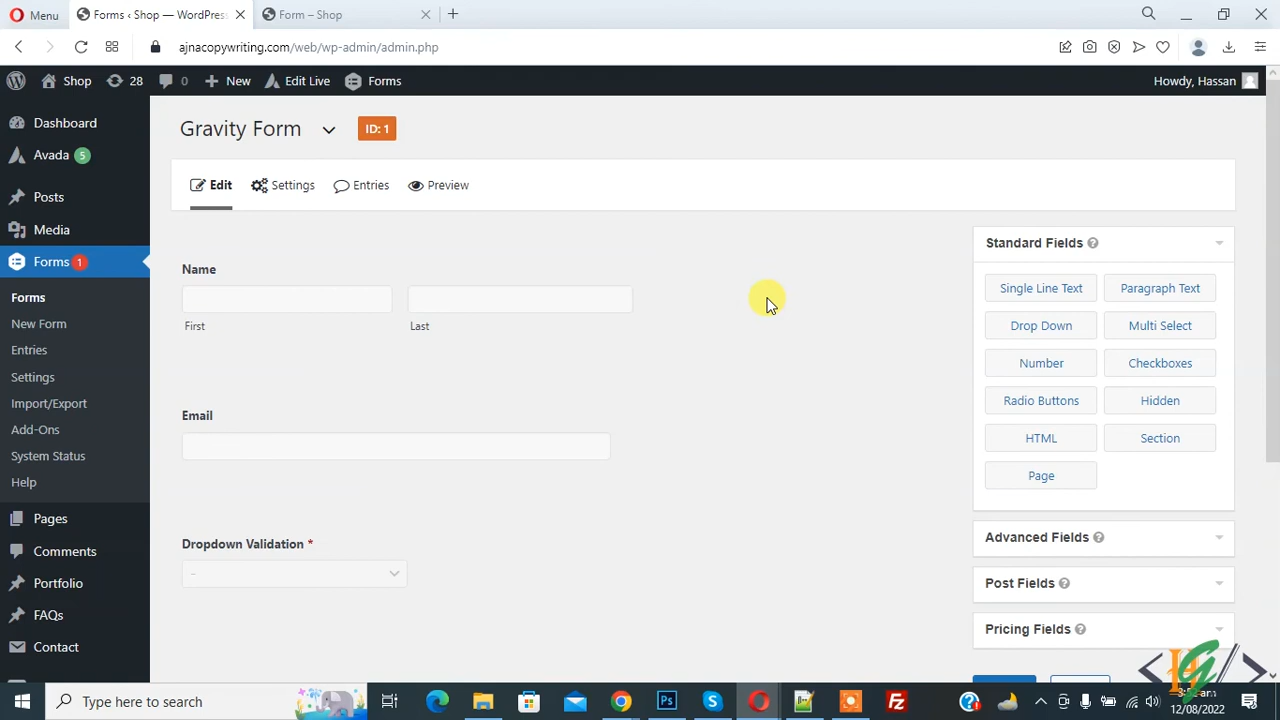 Menu
Forms ‹ Shop — WordPress
Form – Shop
ajnacopywriting.com/web/wp-admin/admin.php
Shop 28 0 New Edit Live Forms
Howdy, Hassan
Dashboard
Avada 5
Posts
Media
Forms 1
Forms
New Form
Entries
Settings
Import/Export
Add-Ons
System Status
Help
Pages
Comments
Portfolio
FAQs
Contact
Gravity Form ID: 1
Edit Settings Entries Preview
Name
First Last
Email
Dropdown Validation *
–
Standard Fields ?
Single Line Text Paragraph Text
Drop Down Multi Select
Number Checkboxes
Radio Buttons Hidden
HTML Section
Page
Advanced Fields ?
Post Fields ?
Pricing Fields ?
Type here to search
Ps
Fz
12/08/2022